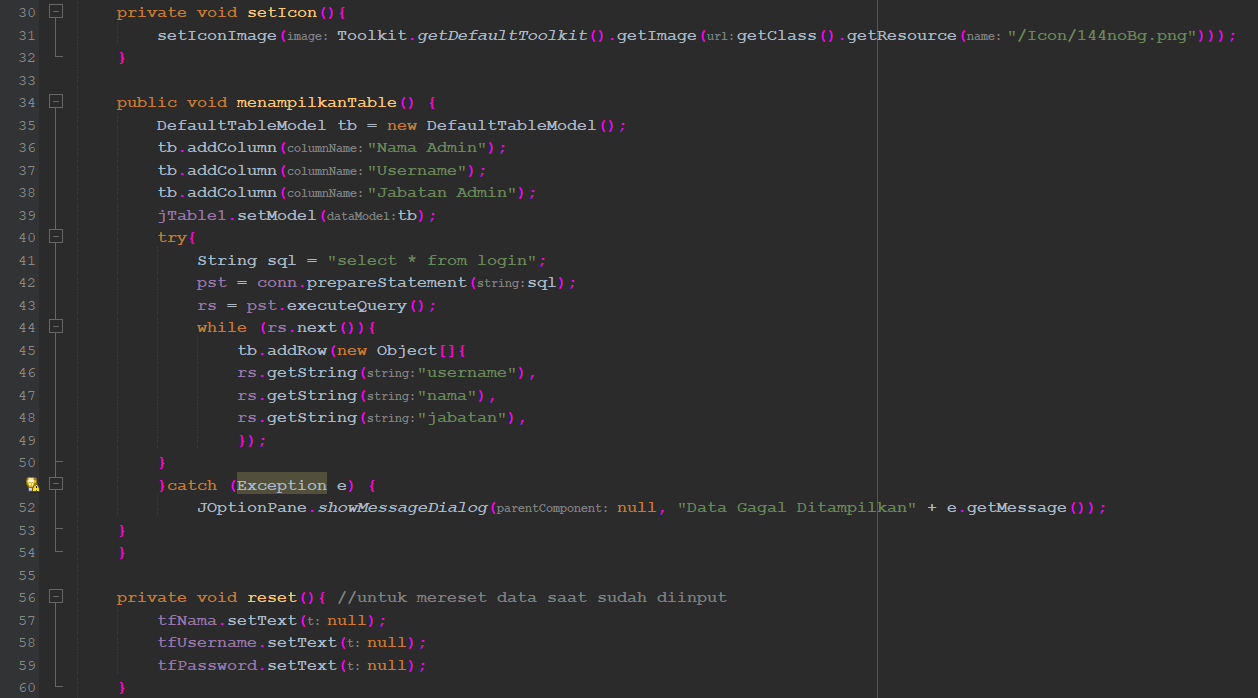 30 private void setIcon(){
31 setIconImage(image: Toolkit.getDefaultToolkit().getImage(url:getClass().getResource(name: "/Icon/144noBg.png")));
32 }
33
34 public void menampilkanTable() {
35 DefaultTableModel tb = new DefaultTableModel();
36 tb.addColumn(columnName: "Nama Admin");
37 tb.addColumn(columnName: "Username");
38 tb.addColumn(columnName: "Jabatan Admin");
39 jTable1.setModel(dataModel:tb);
40 try{
41 String sql = "select * from login";
42 pst = conn.prepareStatement(string:sql);
43 rs = pst.executeQuery();
44 while (rs.next()){
45 tb.addRow(new Object[]{
46 rs.getString(string:"username"),
47 rs.getString(string:"nama"),
48 rs.getString(string:"jabatan"),
49 });
50 }
}catch (Exception e) {
52 JOptionPane.showMessageDialog(parentComponent: null, "Data Gagal Ditampilkan" + e.getMessage());
53 }
54 }
55
56 private void reset(){ //untuk mereset data saat sudah diinput
57 tfNama.setText(t: null);
58 tfUsername.setText(t: null);
59 tfPassword.setText(t: null);
60 }